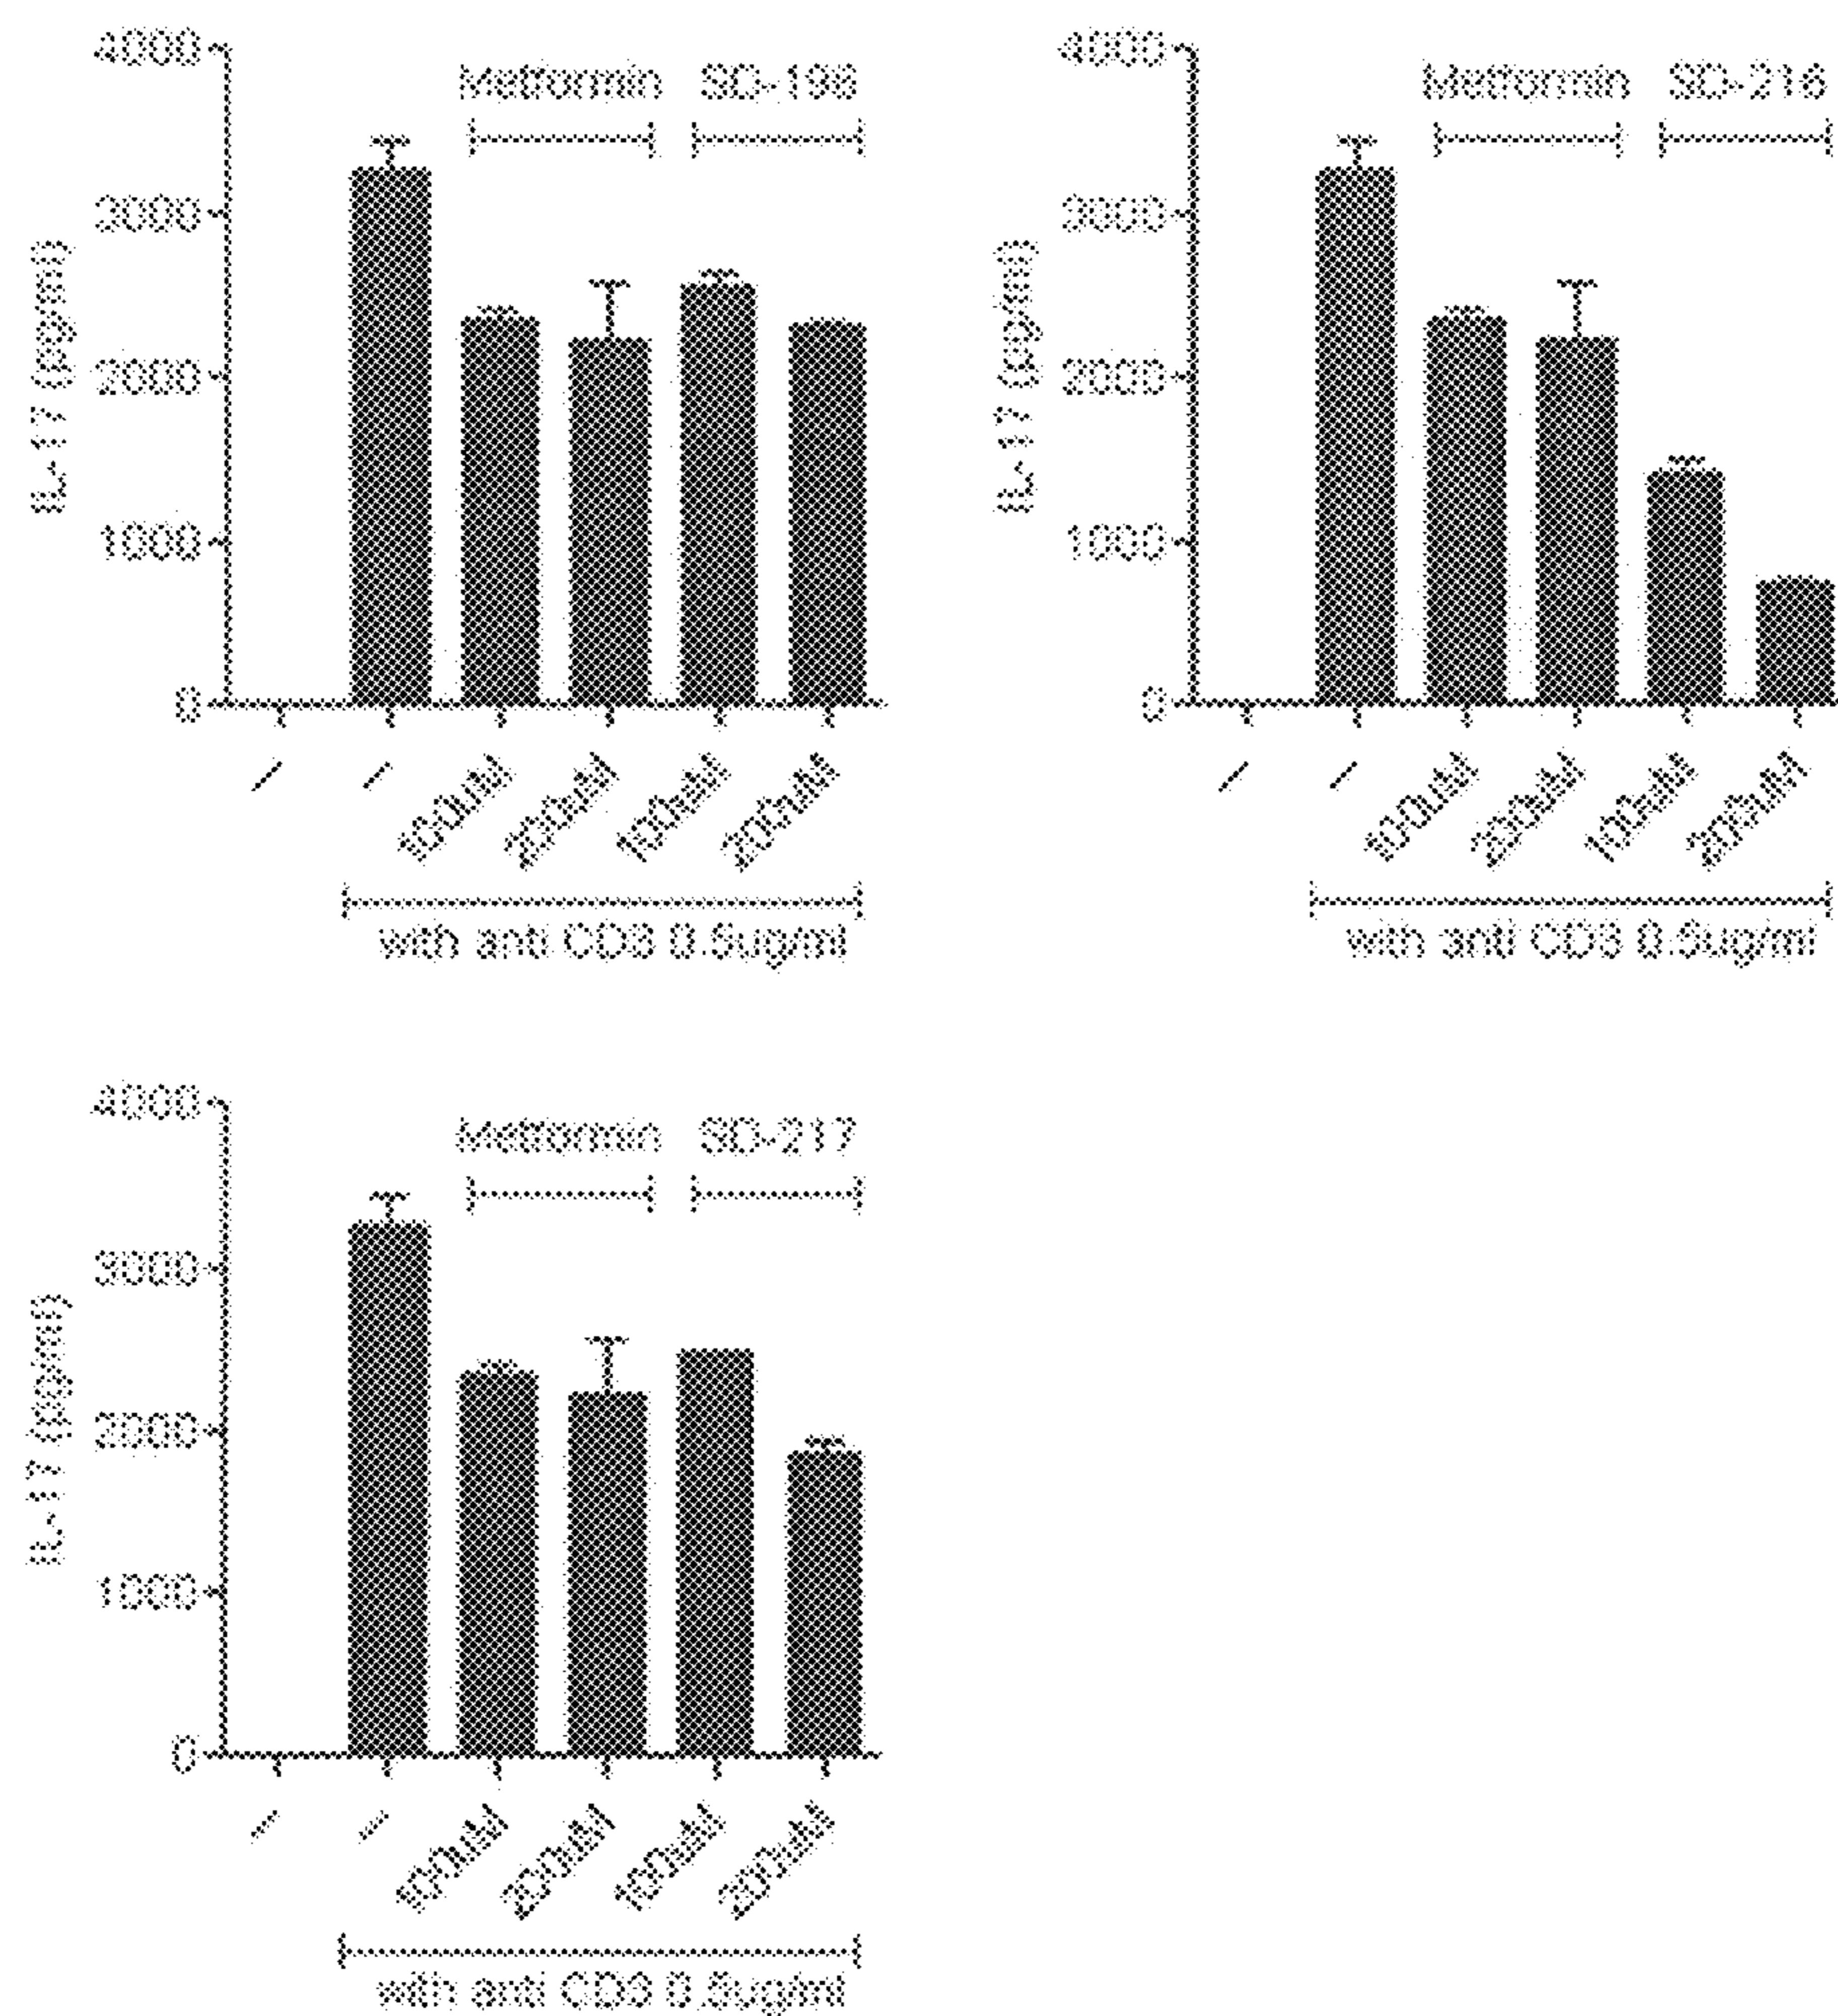 4000
3000
2000
1000
0
IL-17 (pg/ml)
Metformin SD-198
- - 100uM 200uM 100uM 200uM
with anti CD3 0.5ug/ml
4000
3000
2000
1000
0
IL-17 (pg/ml)
Metformin SD-216
- - 100uM 200uM 100uM 200uM
with anti CD3 0.5ug/ml
4000
3000
2000
1000
0
IL-17 (pg/ml)
Metformin SD-217
- - 100uM 200uM 100uM 200uM
with anti CD3 0.5ug/ml